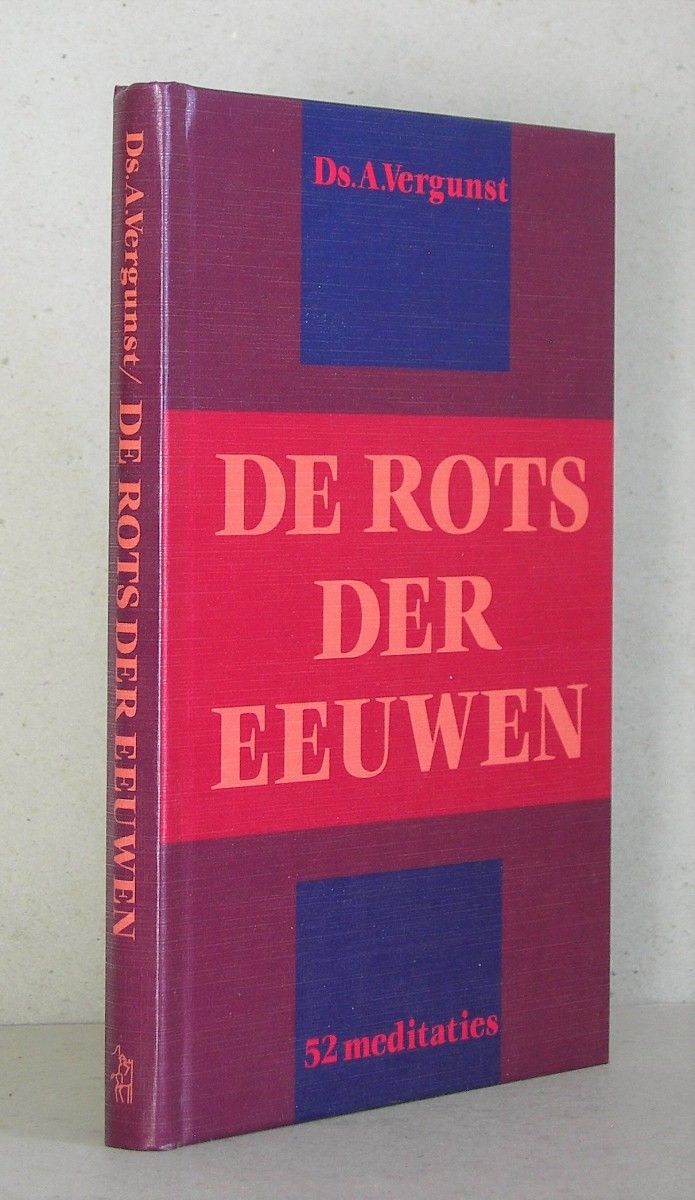 Ds. A. Vergunst / DE ROTS DER EEUWEN
Ds. A. Vergunst
DE ROTS
DER
EEUWEN
52 meditaties